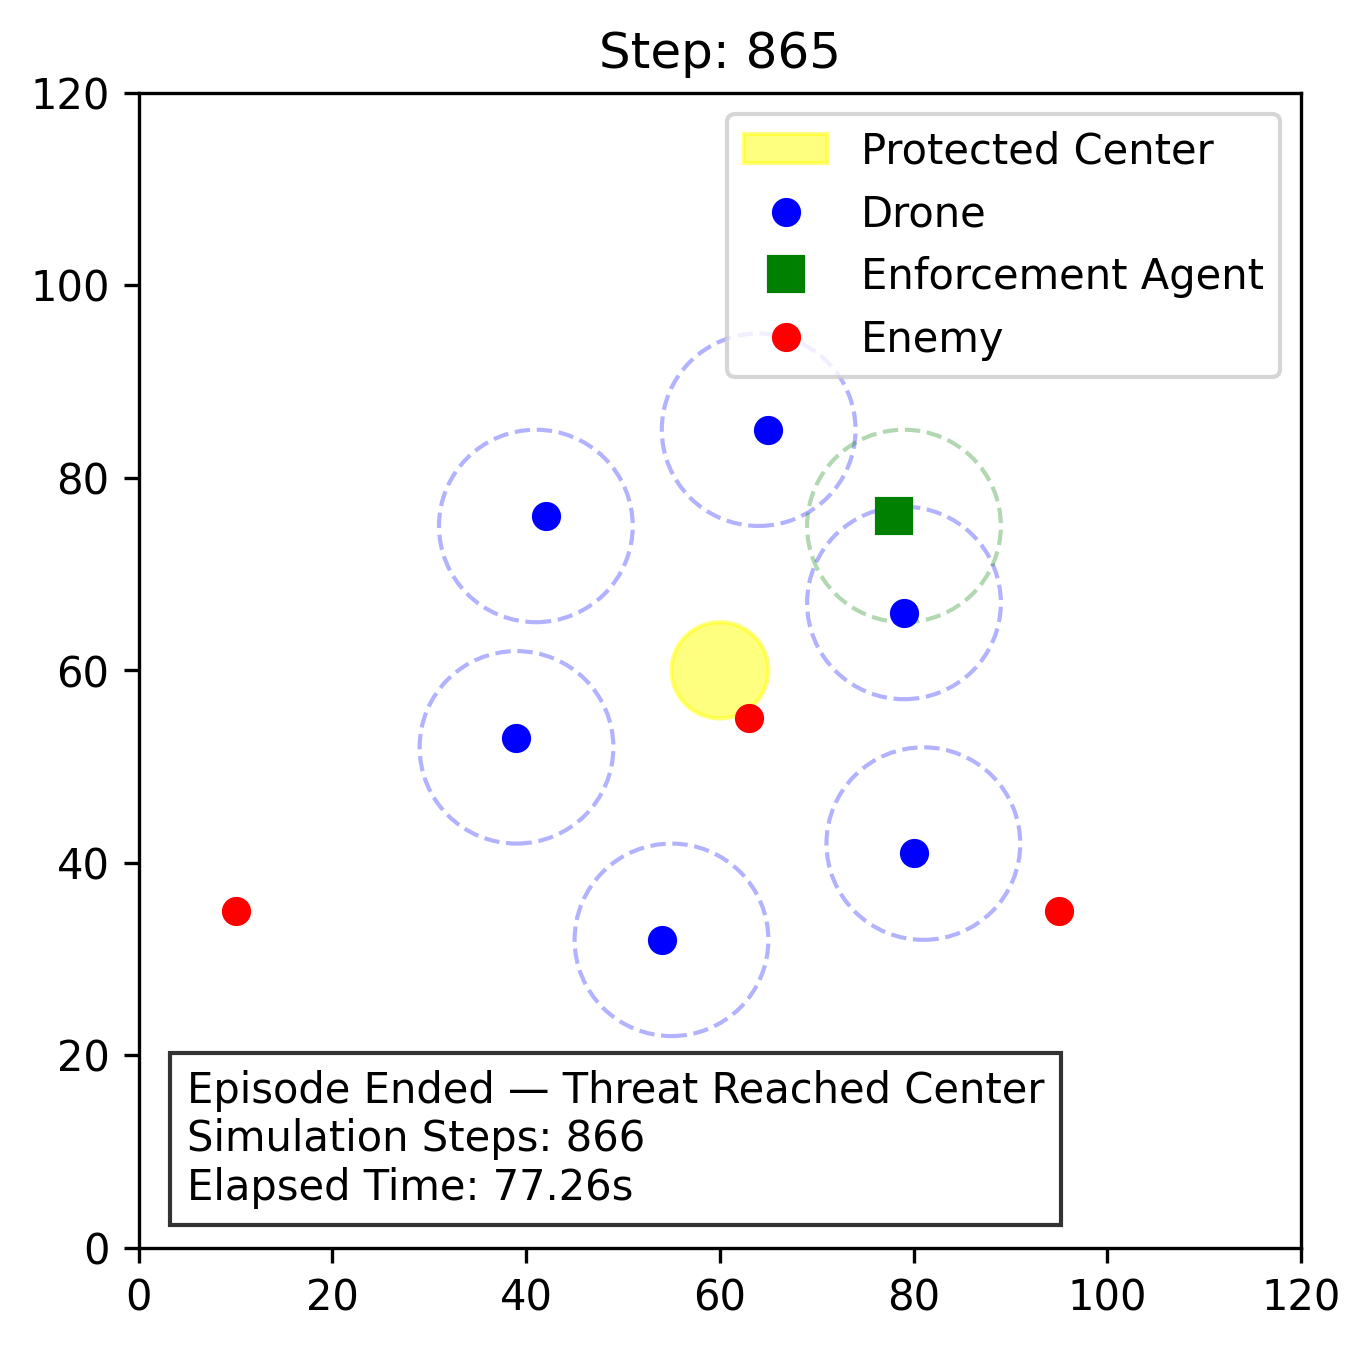 Step: 865
120
100
80
60
40
20
0
Protected Center
Drone
Enforcement Agent
Enemy
Episode Ended — Threat Reached Center
Simulation Steps: 866
Elapsed Time: 77.26s
0 20 40 60 80 100 120